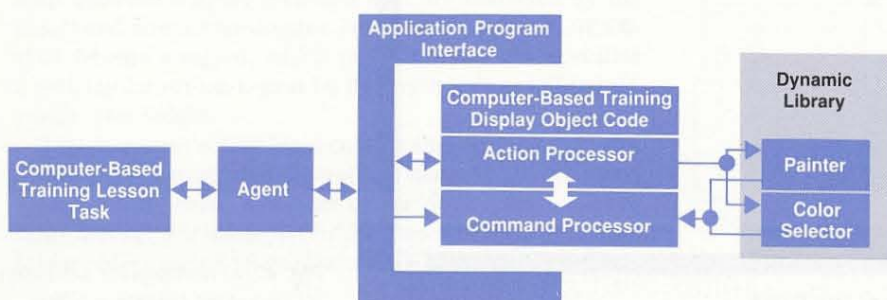 Application Program
Interface
Computer-Based Training
Display Object Code
Action Processor
Command Processor
Computer-Based
Training Lesson
Task
Agent
Dynamic
Library
Painter
Color
Selector